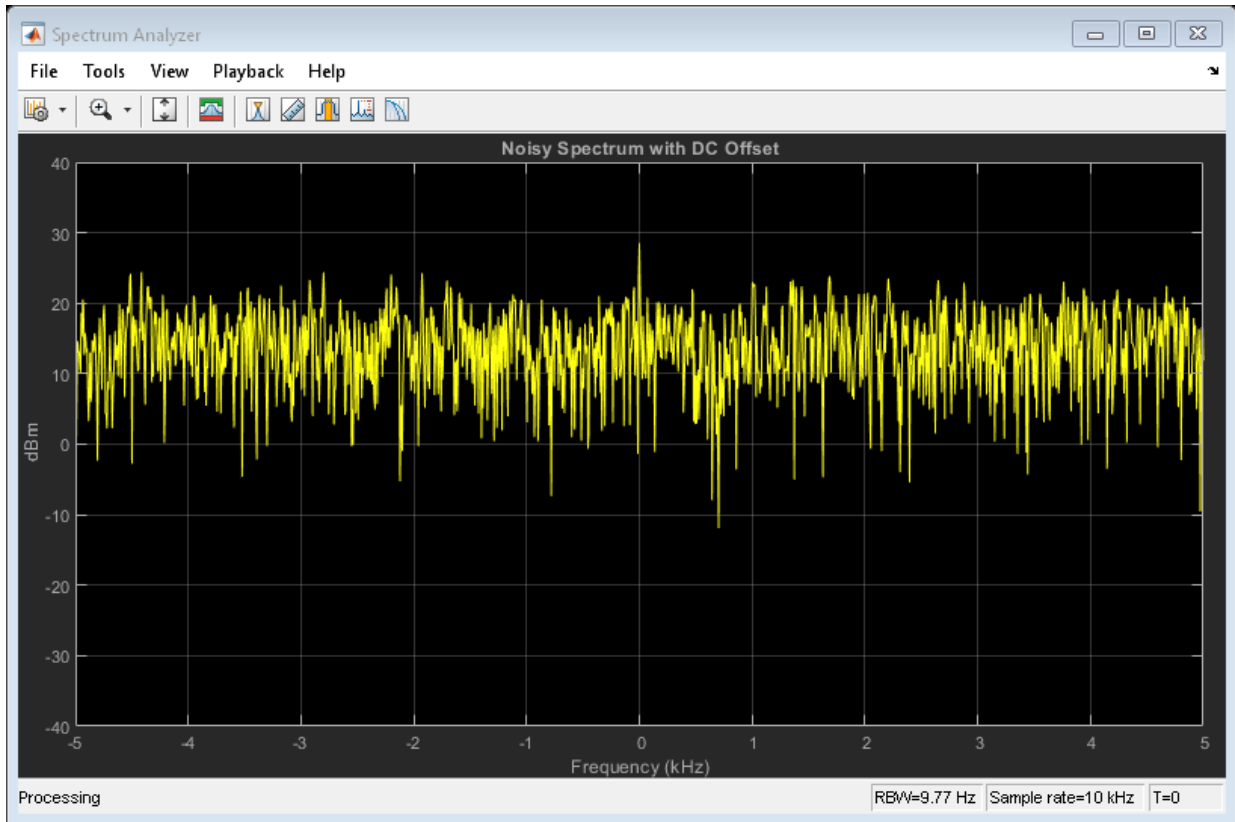 Spectrum Analyzer
File Tools View Playback Help
Noisy Spectrum with DC Offset
40
30
20
10
0
-10
-20
-30
-40
dBm
-5 -4 -3 -2 -1 0 1 2 3 4 5
Frequency (kHz)
Processing RBW=9.77 Hz Sample rate=10 kHz T=0